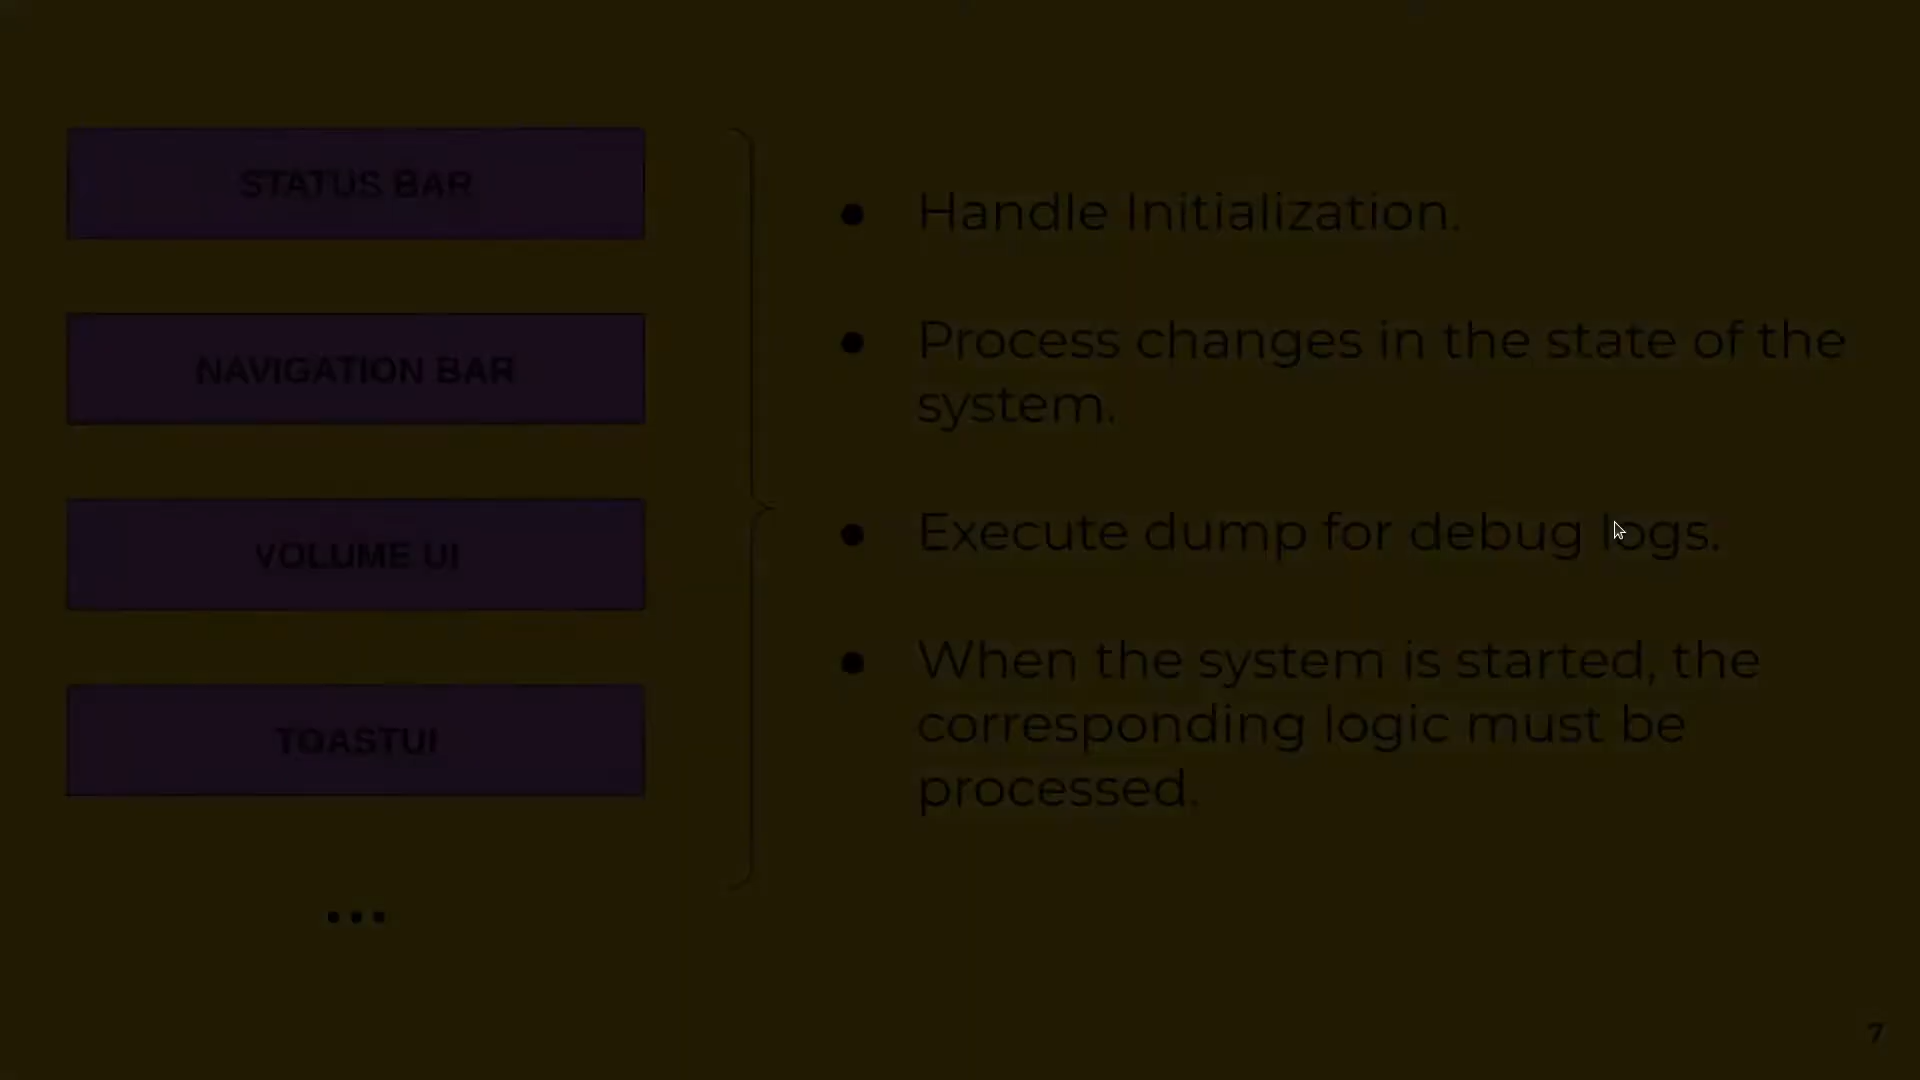 STATUS BAR
NAVIGATION BAR
VOLUME UI
TOASTUI
...
● Handle Initialization.
● Process changes in the state of the
system.
● Execute dump for debug logs.
● When the system is started, the
corresponding logic must be
processed.
7